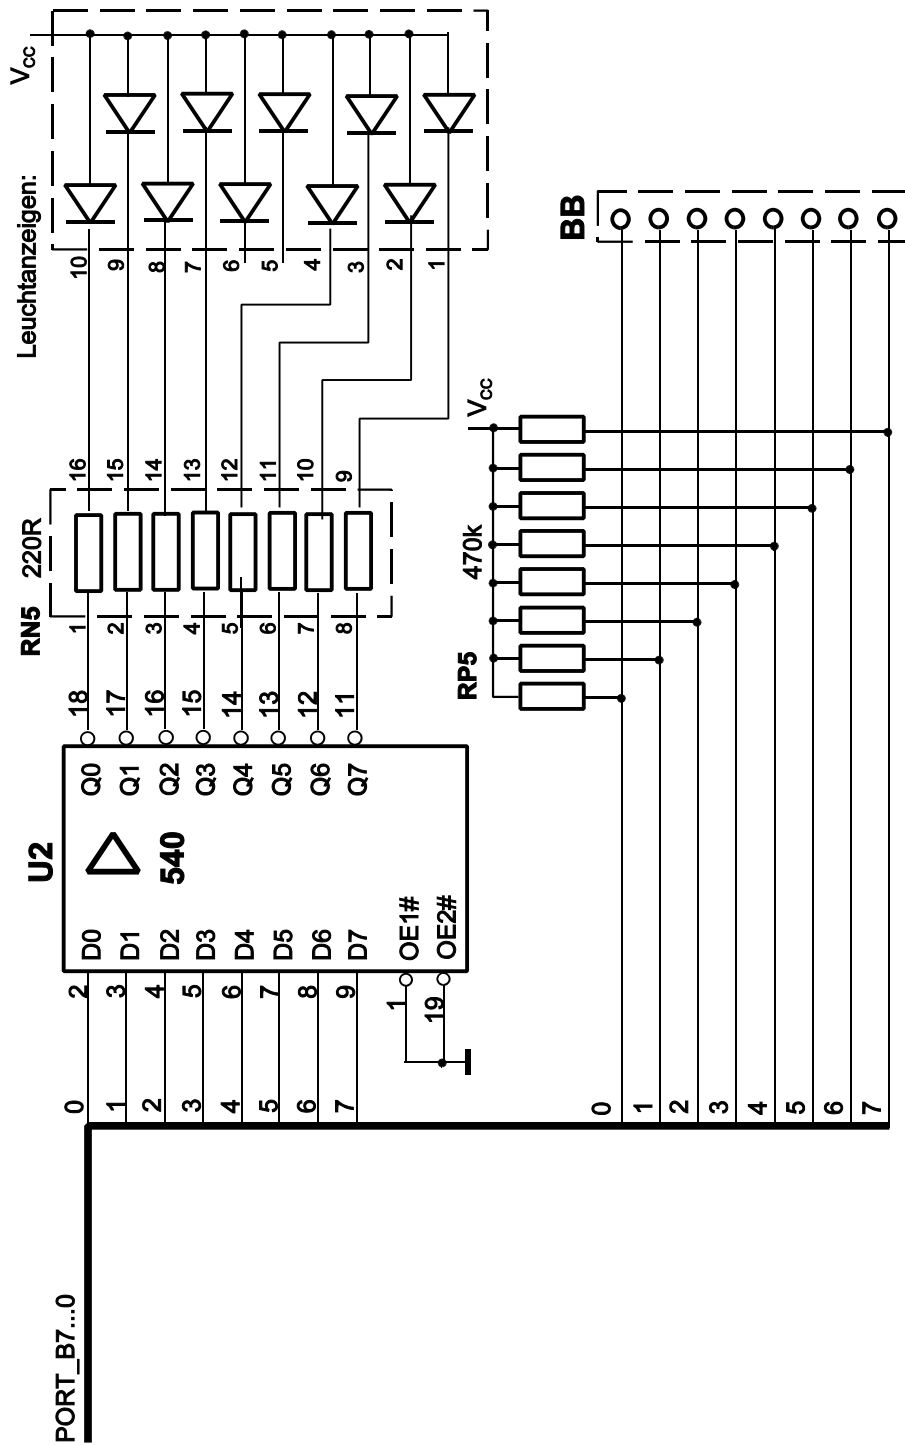 Leuchtanzeigen:
V_CC
10
9
8
7
6
5
4
3
2
1
BB
V_CC
RN5
220R
16
15
14
13
12
11
10
9
1
2
3
4
5
6
7
8
RP5
470k
18
17
16
15
14
13
12
11
U2
540
Q0
Q1
Q2
Q3
Q4
Q5
Q6
Q7
D0
D1
D2
D3
D4
D5
D6
D7
OE1#
OE2#
2
3
4
5
6
7
8
9
1
19
0
1
2
3
4
5
6
7
0
1
2
3
4
5
6
7
PORT_B7...0